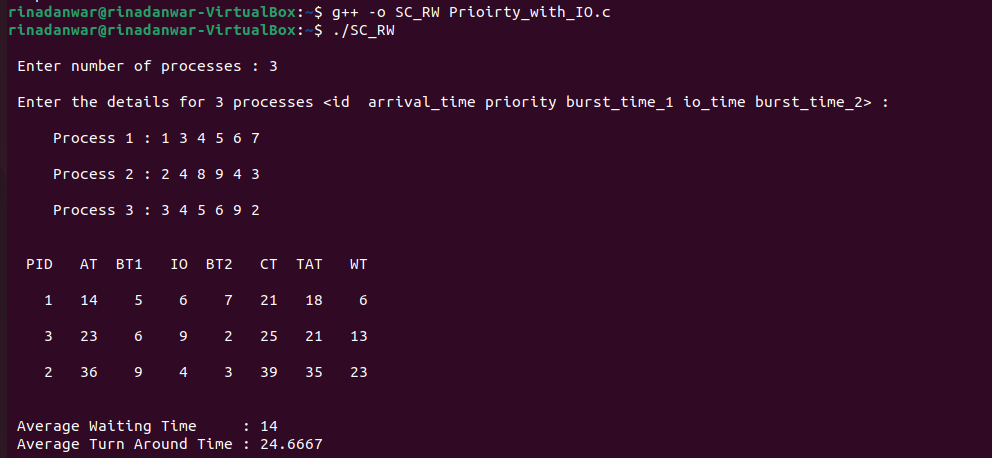 rinadanwar@rinadanwar-VirtualBox:~$ g++ -o SC_RW Prioirty_with_IO.c
rinadanwar@rinadanwar-VirtualBox:~$ ./SC_RW
Enter number of processes : 3
Enter the details for 3 processes <id  arrival_time priority burst_time_1 io_time burst_time_2> :
Process 1 : 1 3 4 5 6 7
Process 2 : 2 4 8 9 4 3
Process 3 : 3 4 5 6 9 2
PID   AT  BT1   IO  BT2   CT  TAT   WT
1   14    5    6    7   21   18    6
3   23    6    9    2   25   21   13
2   36    9    4    3   39   35   23
Average Waiting Time     : 14
Average Turn Around Time : 24.6667